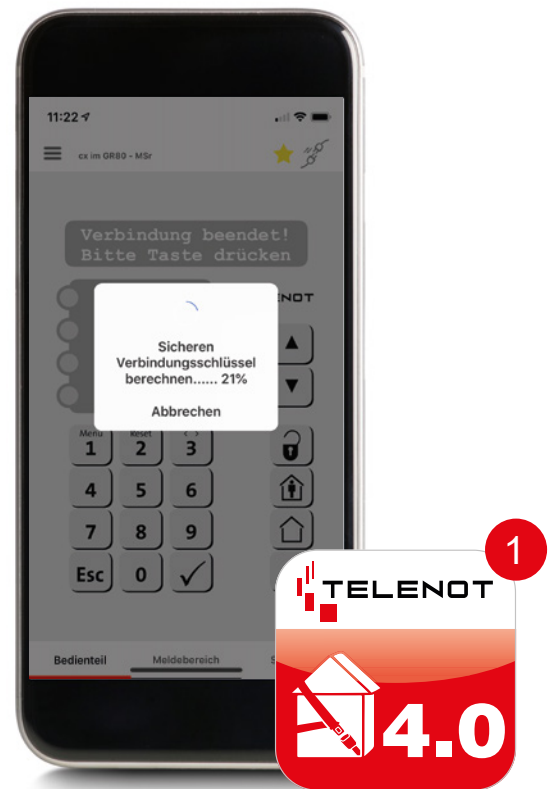 11:22
cx im GR80 - MSr
Verbindung beendet!
Bitte Taste drücken
ENOT
Sicheren
Verbindungsschlüssel
berechnen...... 21%
Abbrechen
Menü Reset < >
1 2 3
4 5 6
7 8 9
Esc 0
Bedienteil Meldebereich S
1
TELENOT
4.0